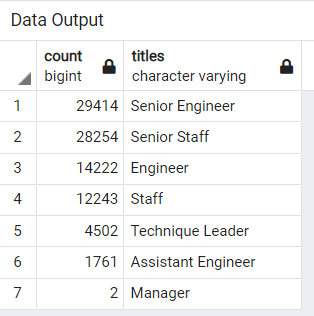 Data Output
count titles
bigint character varying
1 29414 Senior Engineer
2 28254 Senior Staff
3 14222 Engineer
4 12243 Staff
5 4502 Technique Leader
6 1761 Assistant Engineer
7 2 Manager